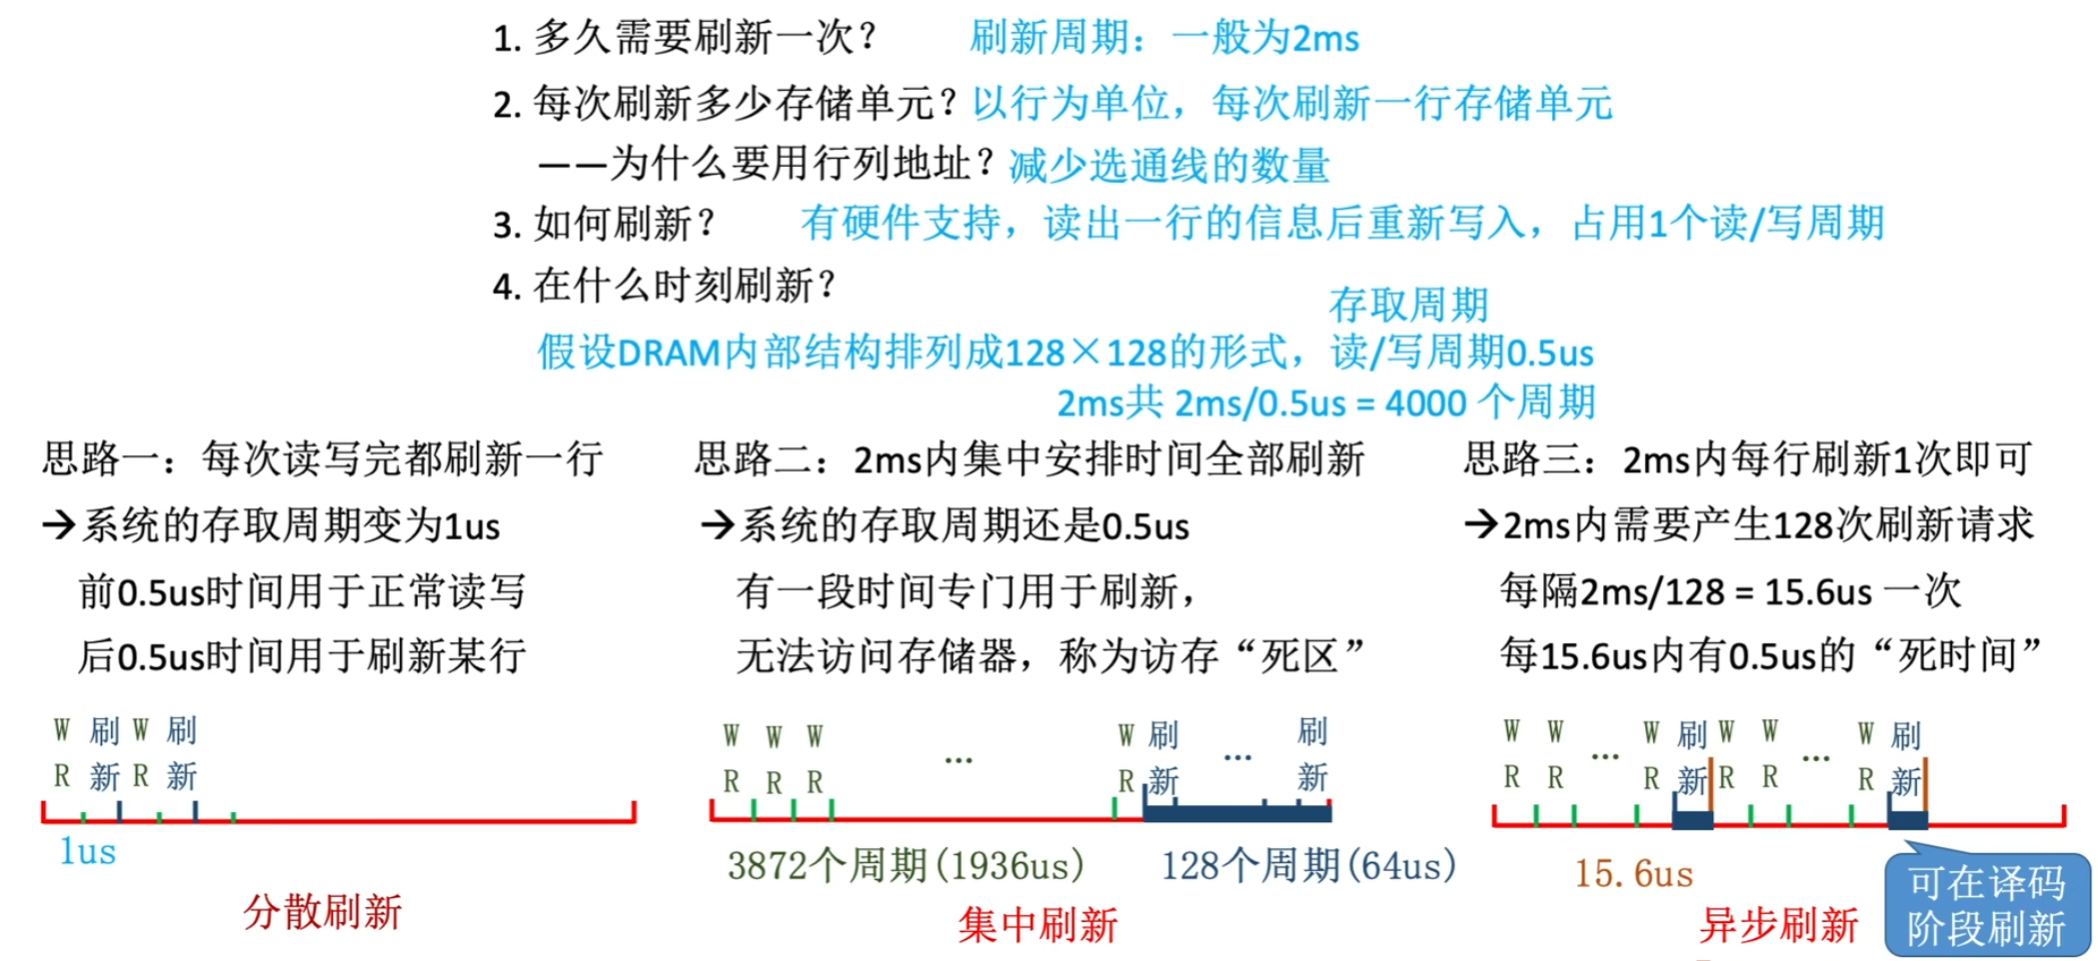 1. 多久需要刷新一次？ 刷新周期：一般为2ms
2. 每次刷新多少存储单元？以行为单位，每次刷新一行存储单元
——为什么要用行列地址？减少选通线的数量
3. 如何刷新？ 有硬件支持，读出一行的信息后重新写入，占用1个读/写周期
4. 在什么时刻刷新？
存取周期
假设DRAM内部结构排列成128×128的形式，读/写周期0.5us
2ms共 2ms/0.5us = 4000 个周期
思路一：每次读写完都刷新一行
→系统的存取周期变为1us
前0.5us时间用于正常读写
后0.5us时间用于刷新某行
W 刷 W 刷
R 新 R 新
1us
分散刷新
思路二：2ms内集中安排时间全部刷新
→系统的存取周期还是0.5us
有一段时间专门用于刷新，
无法访问存储器，称为访存“死区”
W W W ... W 刷 ... 刷
R R R R 新 新
3872个周期(1936us) 128个周期(64us)
集中刷新
思路三：2ms内每行刷新1次即可
→2ms内需要产生128次刷新请求
每隔2ms/128 = 15.6us 一次
每15.6us内有0.5us的“死时间”
W W ... W 刷 W W ... W 刷
R R R 新 R R R 新
15.6us
异步刷新
可在译码
阶段刷新